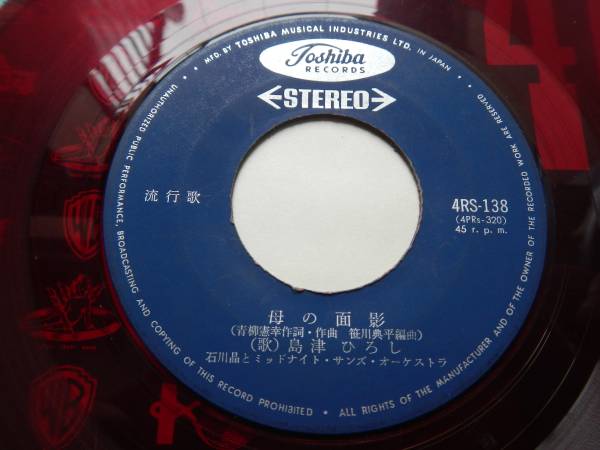 MFD. BY TOSHIBA MUSICAL INDUSTRIES LTD. IN JAPAN
Toshiba
RECORDS
STEREO
流行歌
4RS-138
(4PRs-320)
45 r. p. m.
母の面影
(青柳憲幸作詞・作曲 笹川典平編曲)
(歌) 島津ひろし
石川晶とミッドナイト・サンズ・オーケストラ
UNAUTHORIZED PUBLIC PERFORMANCE, BROADCASTING AND COPYING OF THIS RECORD PROHIBITED • ALL RIGHTS OF THE MANUFACTURER AND OF THE OWNER OF THE RECORDED WORK ARE RESERVED
4